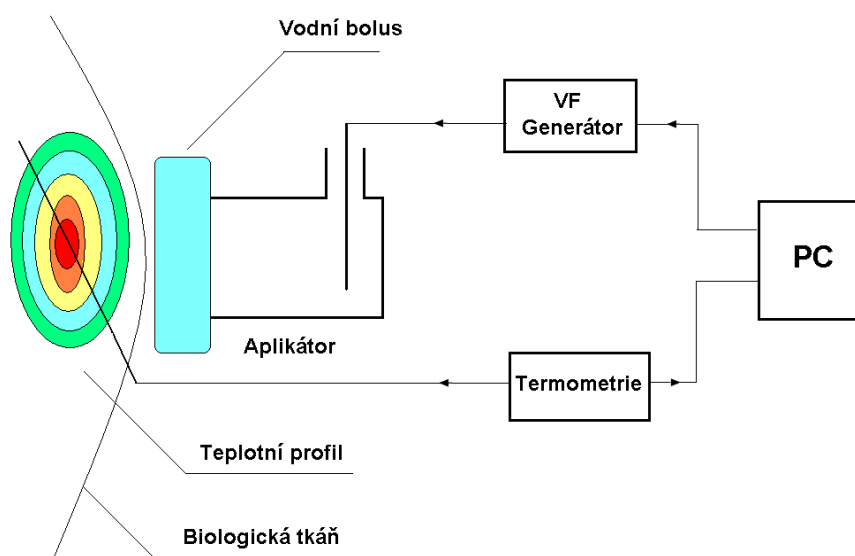 Vodní bolus
VF
Generátor
PC
Aplikátor
Termometrie
Teplotní profil
Biologická tkáň